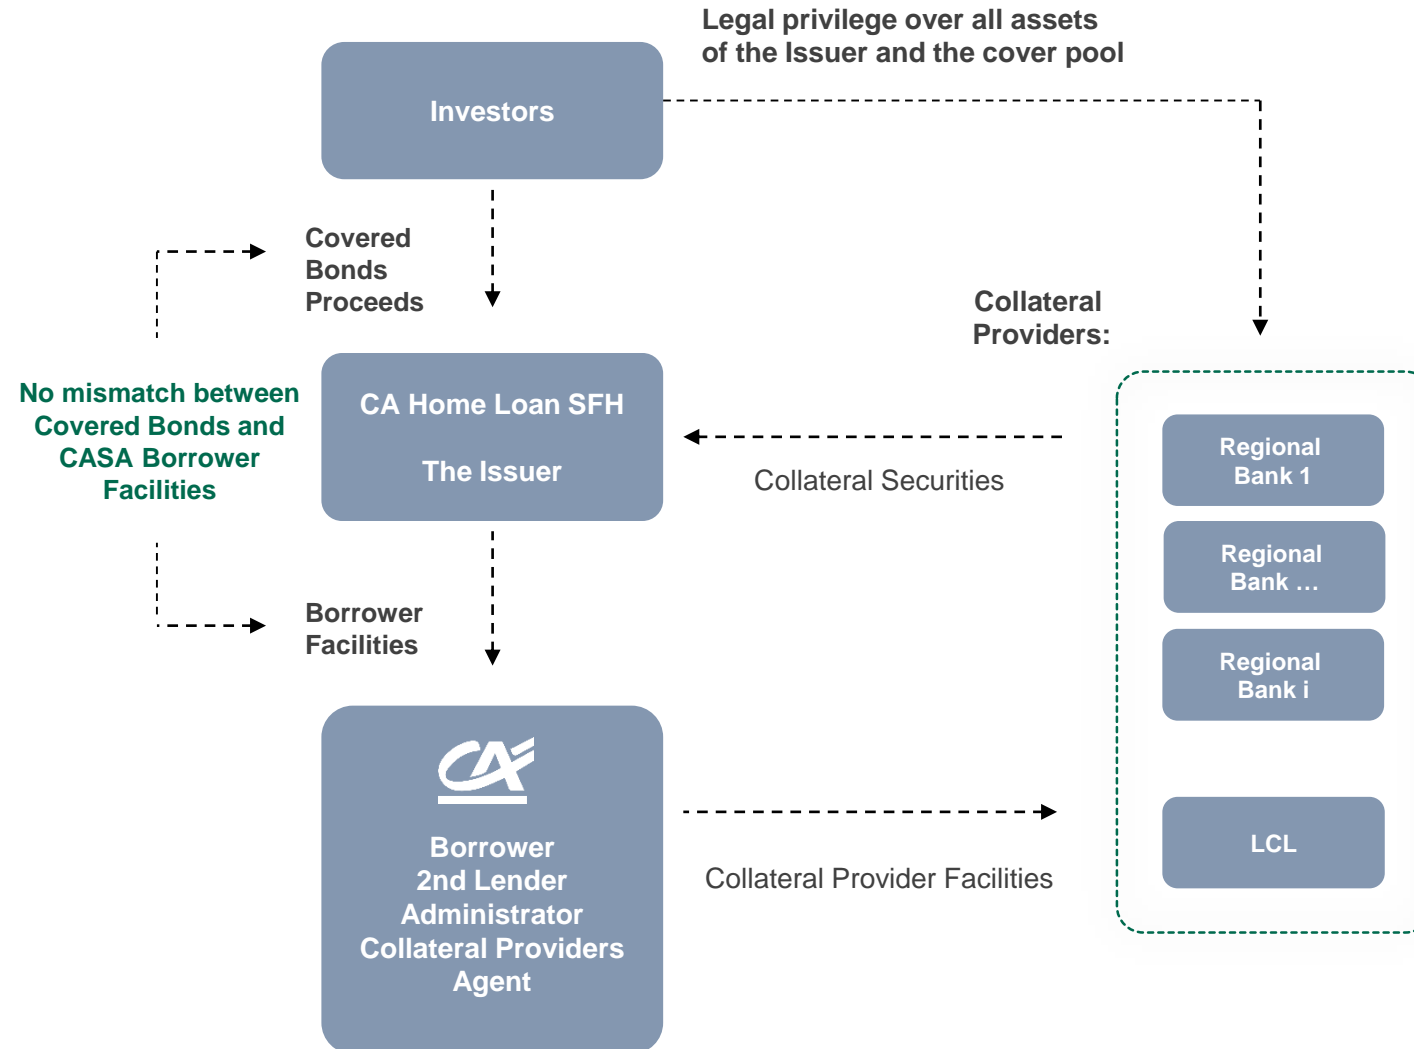 Legal privilege over all assets
of the Issuer and the cover pool
Investors
Covered
Bonds
Proceeds
Collateral
Providers:
No mismatch between
Covered Bonds and
CASA Borrower
Facilities
CA Home Loan SFH
The Issuer
Collateral Securities
Regional
Bank 1
Regional
Bank …
Regional
Bank i
LCL
Borrower
Facilities
CA
Borrower
2nd Lender
Administrator
Collateral Providers
Agent
Collateral Provider Facilities